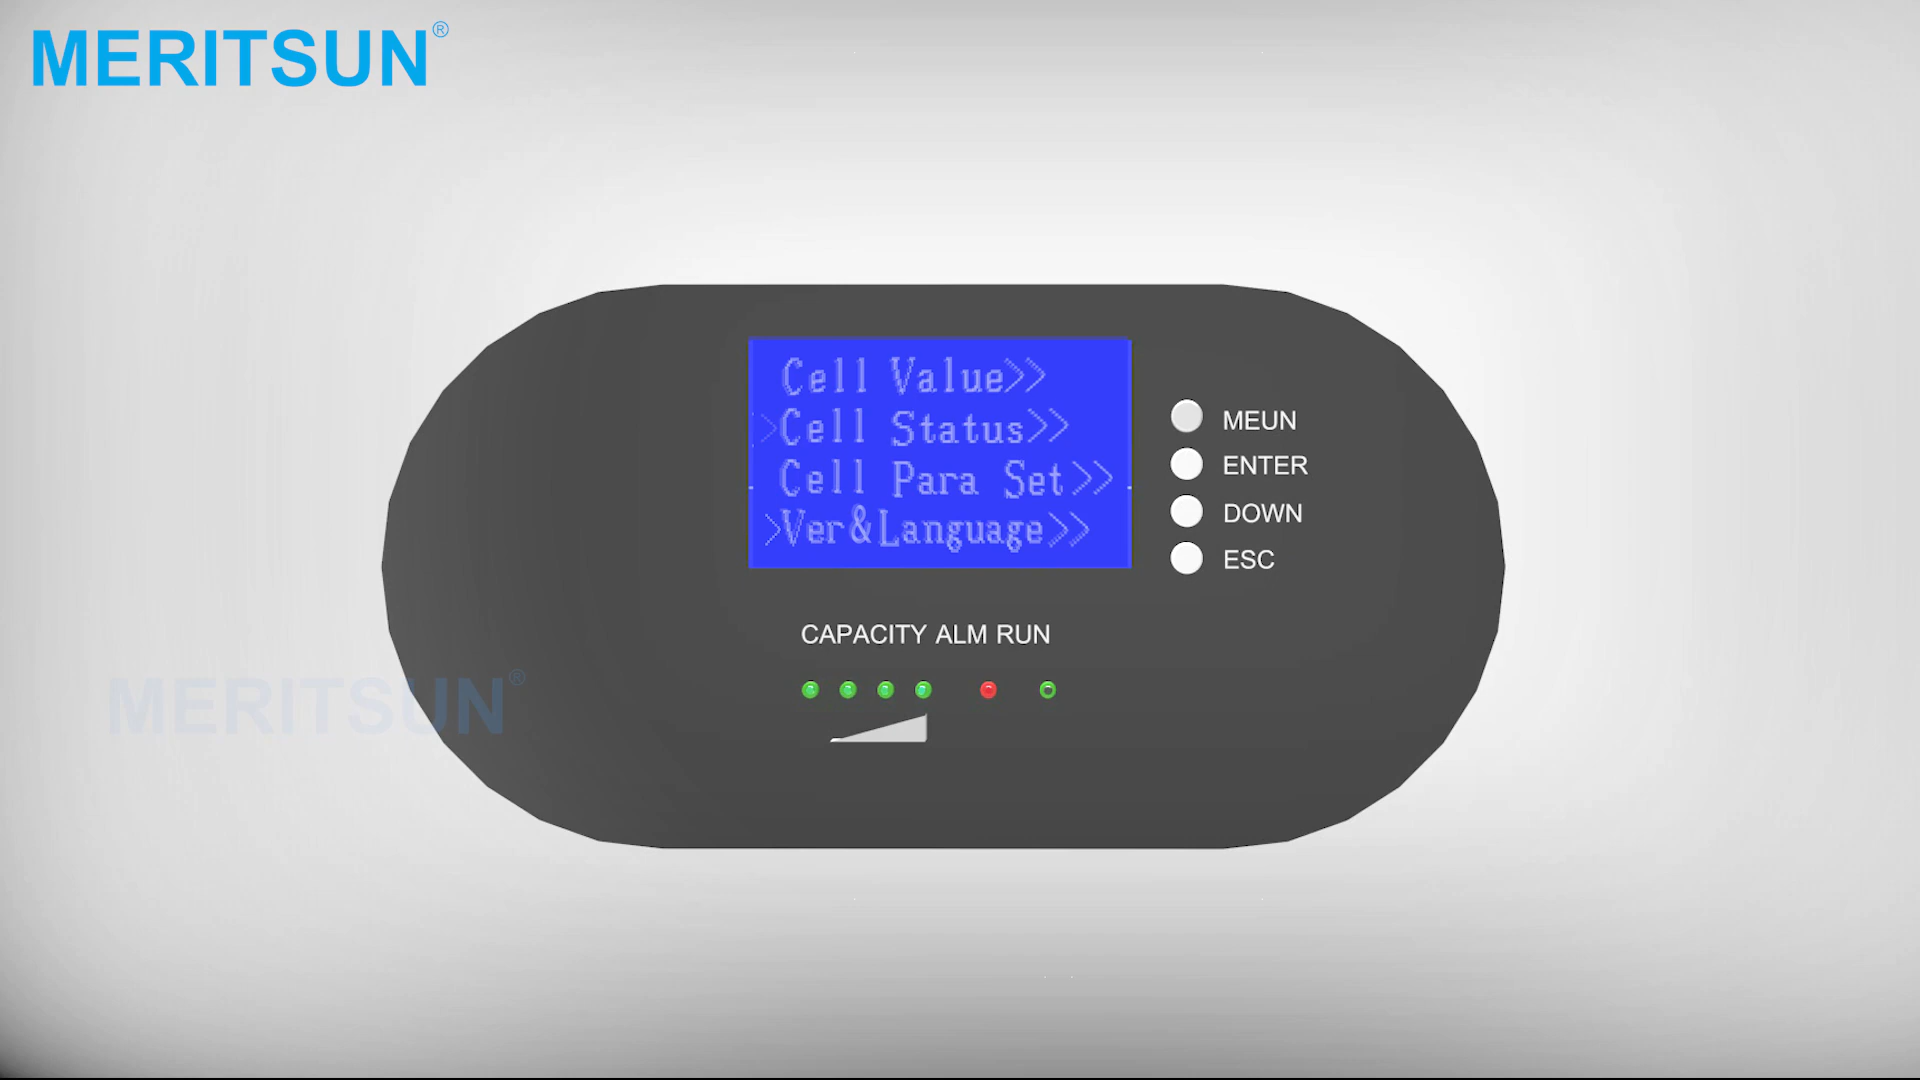 MERITSUN®
Cell Value>>
>Cell Status>>
Cell Para Set>>
>Ver&Language>>
MEUN
ENTER
DOWN
ESC
CAPACITY ALM RUN
MERITSUN®